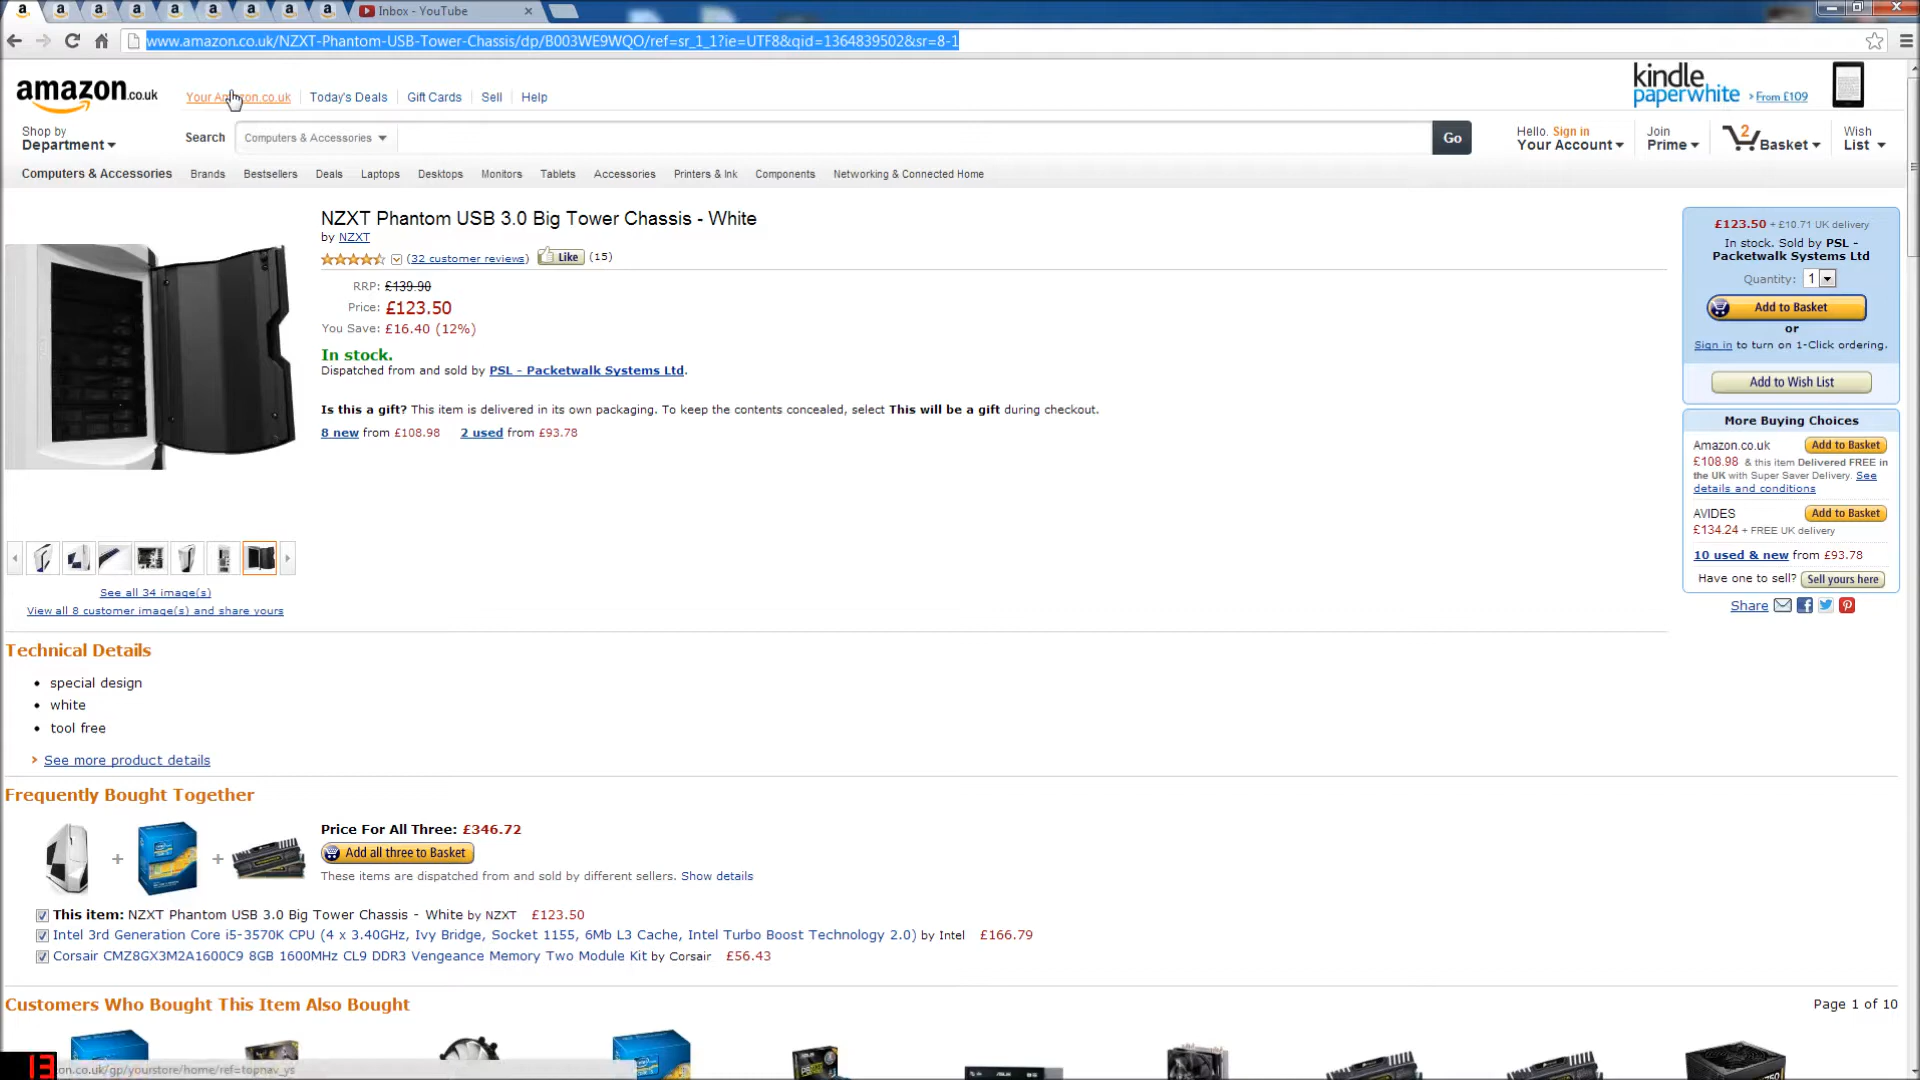 Inbox - YouTube
www.amazon.co.uk/NZXT-Phantom-USB-Tower-Chassis/dp/B003WE9WQO/ref=sr_1_1?ie=UTF8&qid=1364839502&sr=8-1
amazon.co.uk
Your Amazon.co.uk Today's Deals Gift Cards Sell Help
kindle
paperwhite > From £109
Shop by
Department
Search Computers & Accessories Go
Hello. Sign in
Your Account
Join
Prime
2
Basket
Wish
List
Computers & Accessories Brands Bestsellers Deals Laptops Desktops Monitors Tablets Accessories Printers & Ink Components Networking & Connected Home
NZXT Phantom USB 3.0 Big Tower Chassis - White
by NZXT
(32 customer reviews) Like (15)
RRP: £139.90
Price: £123.50
You Save: £16.40 (12%)
In stock.
Dispatched from and sold by PSL - Packetwalk Systems Ltd.
Is this a gift? This item is delivered in its own packaging. To keep the contents concealed, select This will be a gift during checkout.
8 new from £108.98 2 used from £93.78
See all 34 image(s)
View all 8 customer image(s) and share yours
£123.50 + £10.71 UK delivery
In stock. Sold by PSL -
Packetwalk Systems Ltd
Quantity: 1
Add to Basket
or
Sign in to turn on 1-Click ordering.
Add to Wish List
More Buying Choices
Amazon.co.uk Add to Basket
£108.98 & this item Delivered FREE in
the UK with Super Saver Delivery. See
details and conditions
AVIDES Add to Basket
£134.24 + FREE UK delivery
10 used & new from £93.78
Have one to sell? Sell yours here
Share
Technical Details
• special design
• white
• tool free
› See more product details
Frequently Bought Together
Price For All Three: £346.72
Add all three to Basket
These items are dispatched from and sold by different sellers. Show details
This item: NZXT Phantom USB 3.0 Big Tower Chassis - White by NZXT £123.50
Intel 3rd Generation Core i5-3570K CPU (4 x 3.40GHz, Ivy Bridge, Socket 1155, 6Mb L3 Cache, Intel Turbo Boost Technology 2.0) by Intel £166.79
Corsair CMZ8GX3M2A1600C9 8GB 1600MHz CL9 DDR3 Vengeance Memory Two Module Kit by Corsair £56.43
Customers Who Bought This Item Also Bought
Page 1 of 10
13
zon.co.uk/gp/yourstore/home/ref=topnav_ys